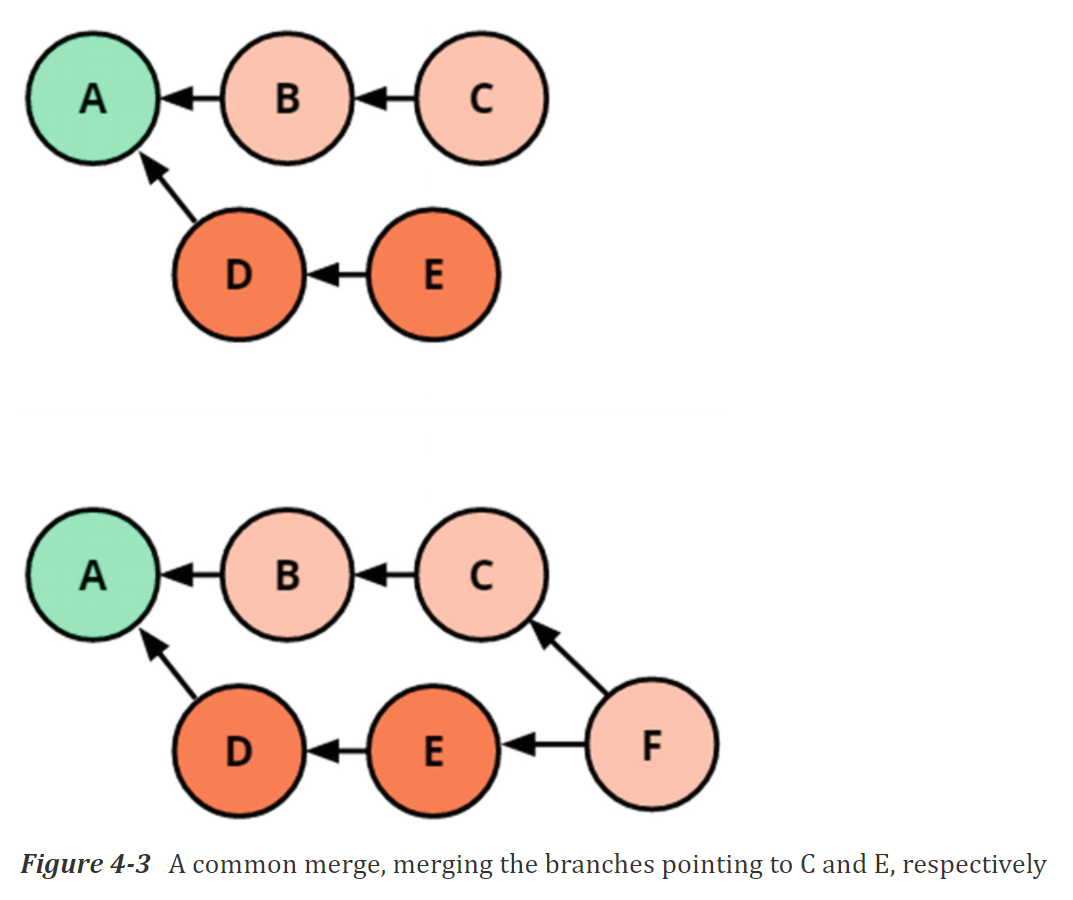 A B C
D E
A B C
D E F
Figure 4-3 A common merge, merging the branches pointing to C and E, respectively